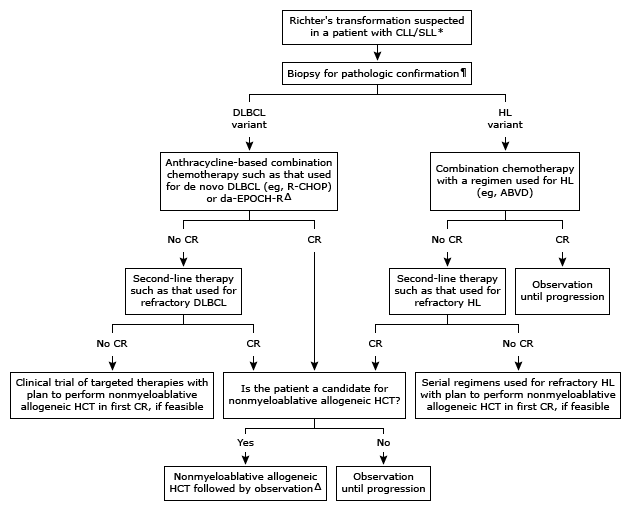 Richter's transformation suspected
in a patient with CLL/SLL*
Biopsy for pathologic confirmation¶
DLBCL
variant
HL
variant
Anthracycline-based combination
chemotherapy such as that used
for de novo DLBCL (eg, R-CHOP)
or da-EPOCH-RΔ
Combination chemotherapy
with a regimen used for HL
(eg, ABVD)
No CR
CR
No CR
CR
Second-line therapy
such as that used for
refractory DLBCL
Second-line therapy
such as that used for
refractory HL
Observation
until progression
No CR
CR
CR
No CR
Clinical trial of targeted therapies with
plan to perform nonmyeloablative
allogeneic HCT in first CR, if feasible
Is the patient a candidate for
nonmyeloablative allogeneic HCT?
Serial regimens used for refractory HL
with plan to perform nonmyeloablative
allogeneic HCT in first CR, if feasible
Yes
No
Nonmyeloablative allogeneic
HCT followed by observationΔ
Observation
until progression